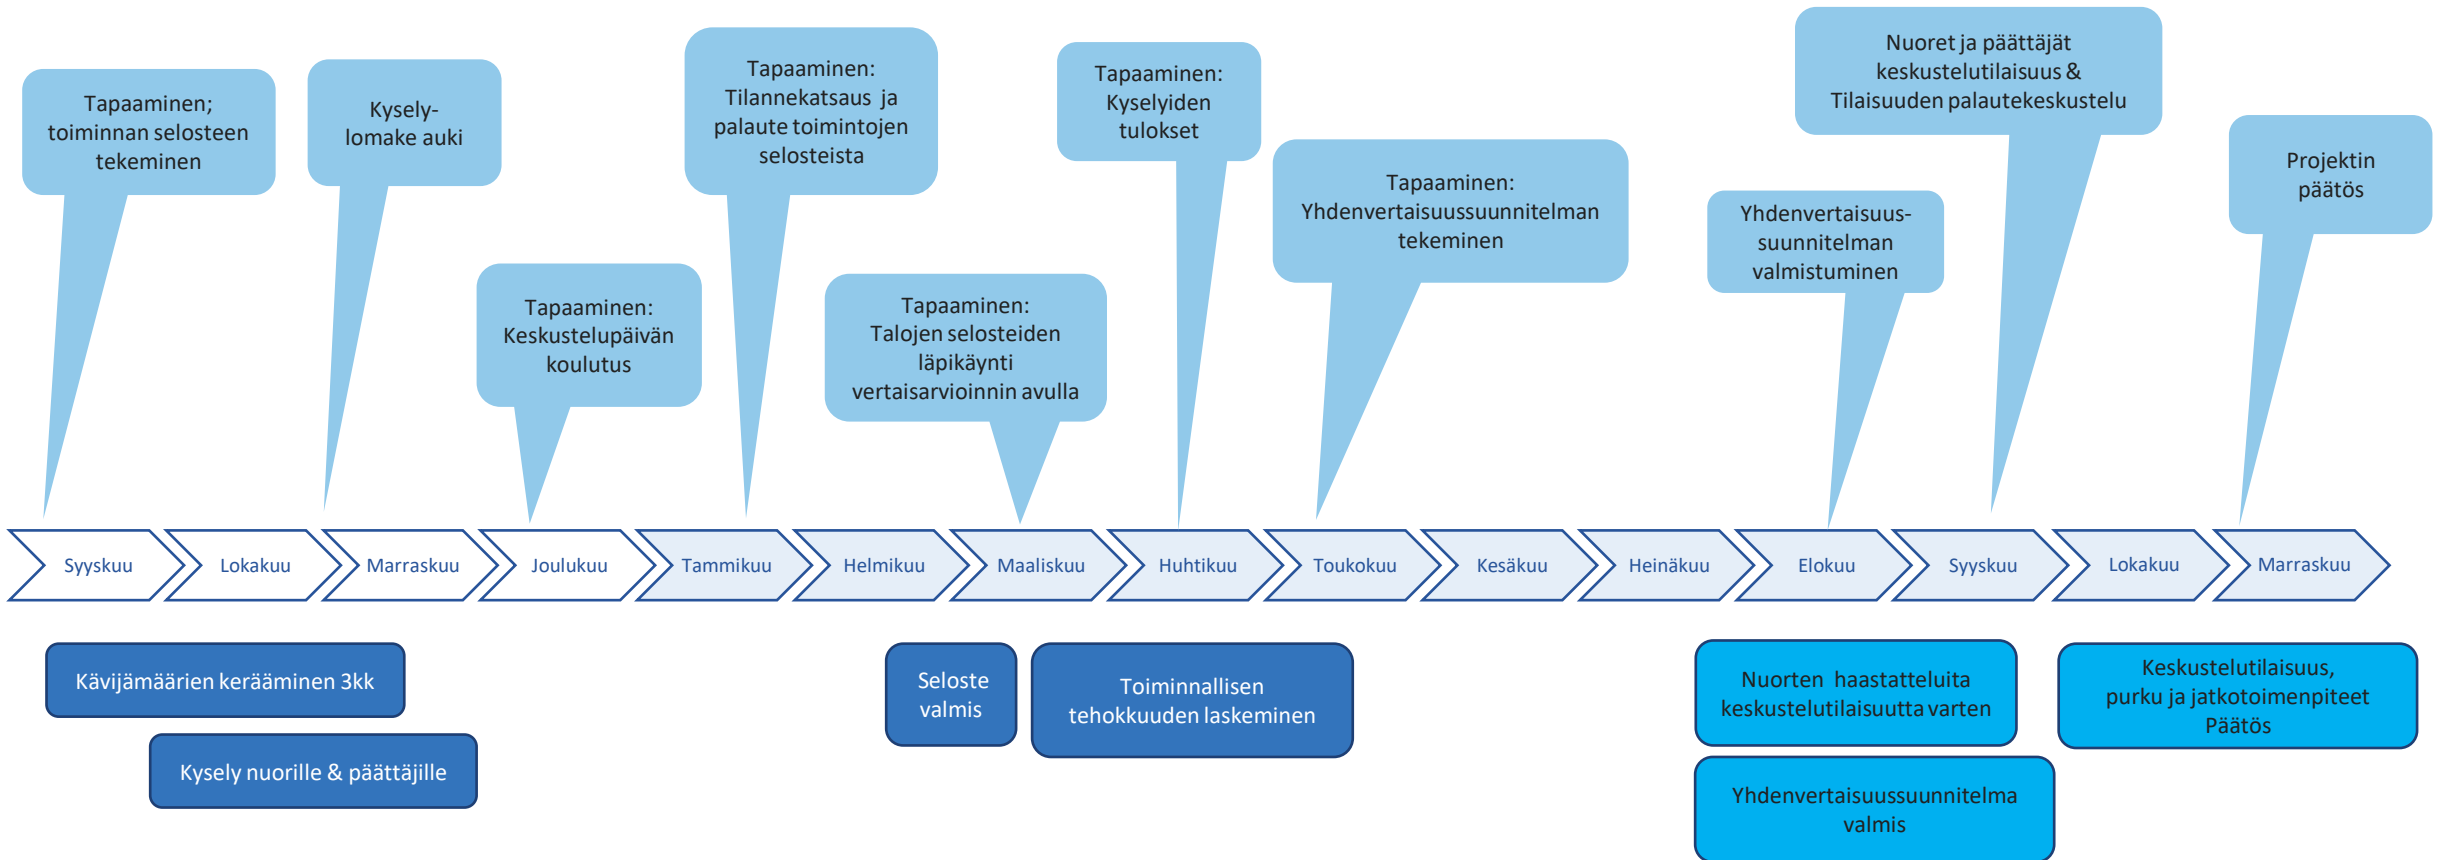 Tapaaminen;
toiminnan selosteen
tekeminen
Kysely-
lomake auki
Tapaaminen:
Keskustelupäivän
koulutus
Tapaaminen:
Tilannekatsaus ja
palaute toimintojen
selosteista
Tapaaminen:
Talojen selosteiden
läpikäynti
vertaisarvioinnin avulla
Tapaaminen:
Kyselyiden
tulokset
Tapaaminen:
Yhdenvertaisuussuunnitelman
tekeminen
Yhdenvertaisuus-
suunnitelman
valmistuminen
Nuoret ja päättäjät
keskustelutilaisuus &
Tilaisuuden palautekeskustelu
Projektin
päätös
Syyskuu
Lokakuu
Marraskuu
Joulukuu
Tammikuu
Helmikuu
Maaliskuu
Huhtikuu
Toukokuu
Kesäkuu
Heinäkuu
Elokuu
Syyskuu
Lokakuu
Marraskuu
Kävijämäärien kerääminen 3kk
Kysely nuorille & päättäjille
Seloste
valmis
Toiminnallisen
tehokkuuden laskeminen
Nuorten haastatteluita
keskustelutilaisuutta varten
Yhdenvertaisuussuunnitelma
valmis
Keskustelutilaisuus,
purku ja jatkotoimenpiteet
Päätös